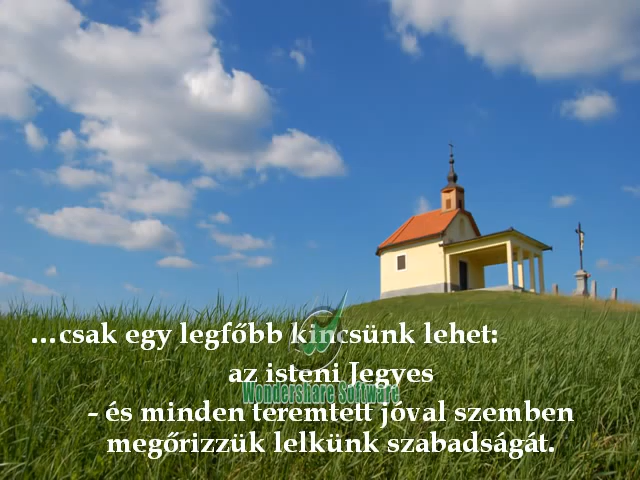 …csak egy legfőbb kincsünk lehet:
az isteni Jegyes
Wondershare Software
- és minden teremtett jóval szemben
megőrizzük lelkünk szabadságát.